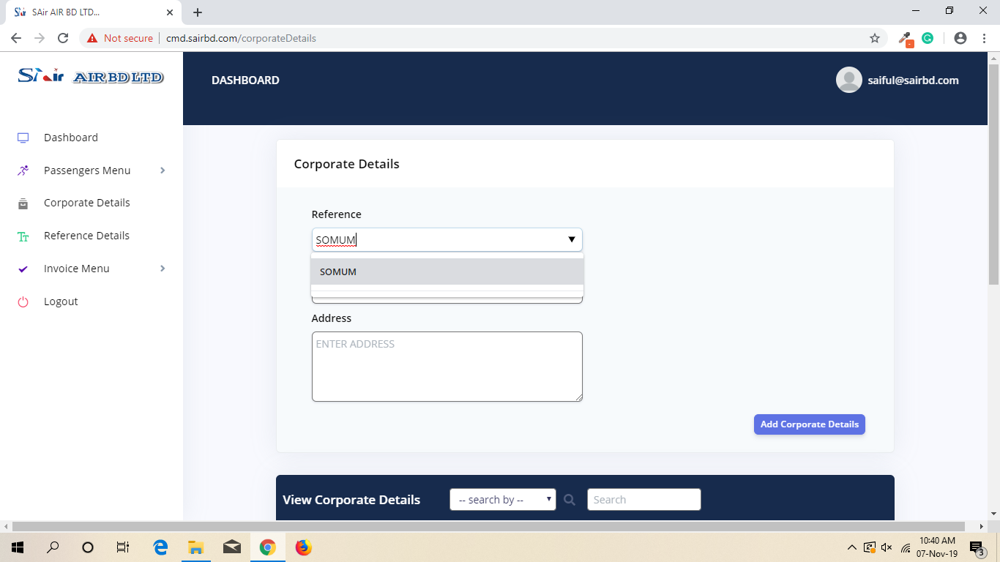 SAir AIR BD LTD...
Not secure
cmd.sairbd.com/corporateDetails
SAir AIR BD LTD
DASHBOARD
saiful@sairbd.com
Dashboard
Passengers Menu
Corporate Details
Reference Details
Invoice Menu
Logout
Corporate Details
Reference
SOMUM
SOMUM
Address
ENTER ADDRESS
Add Corporate Details
View Corporate Details
-- search by --
Search
10:40 AM
07-Nov-19
3